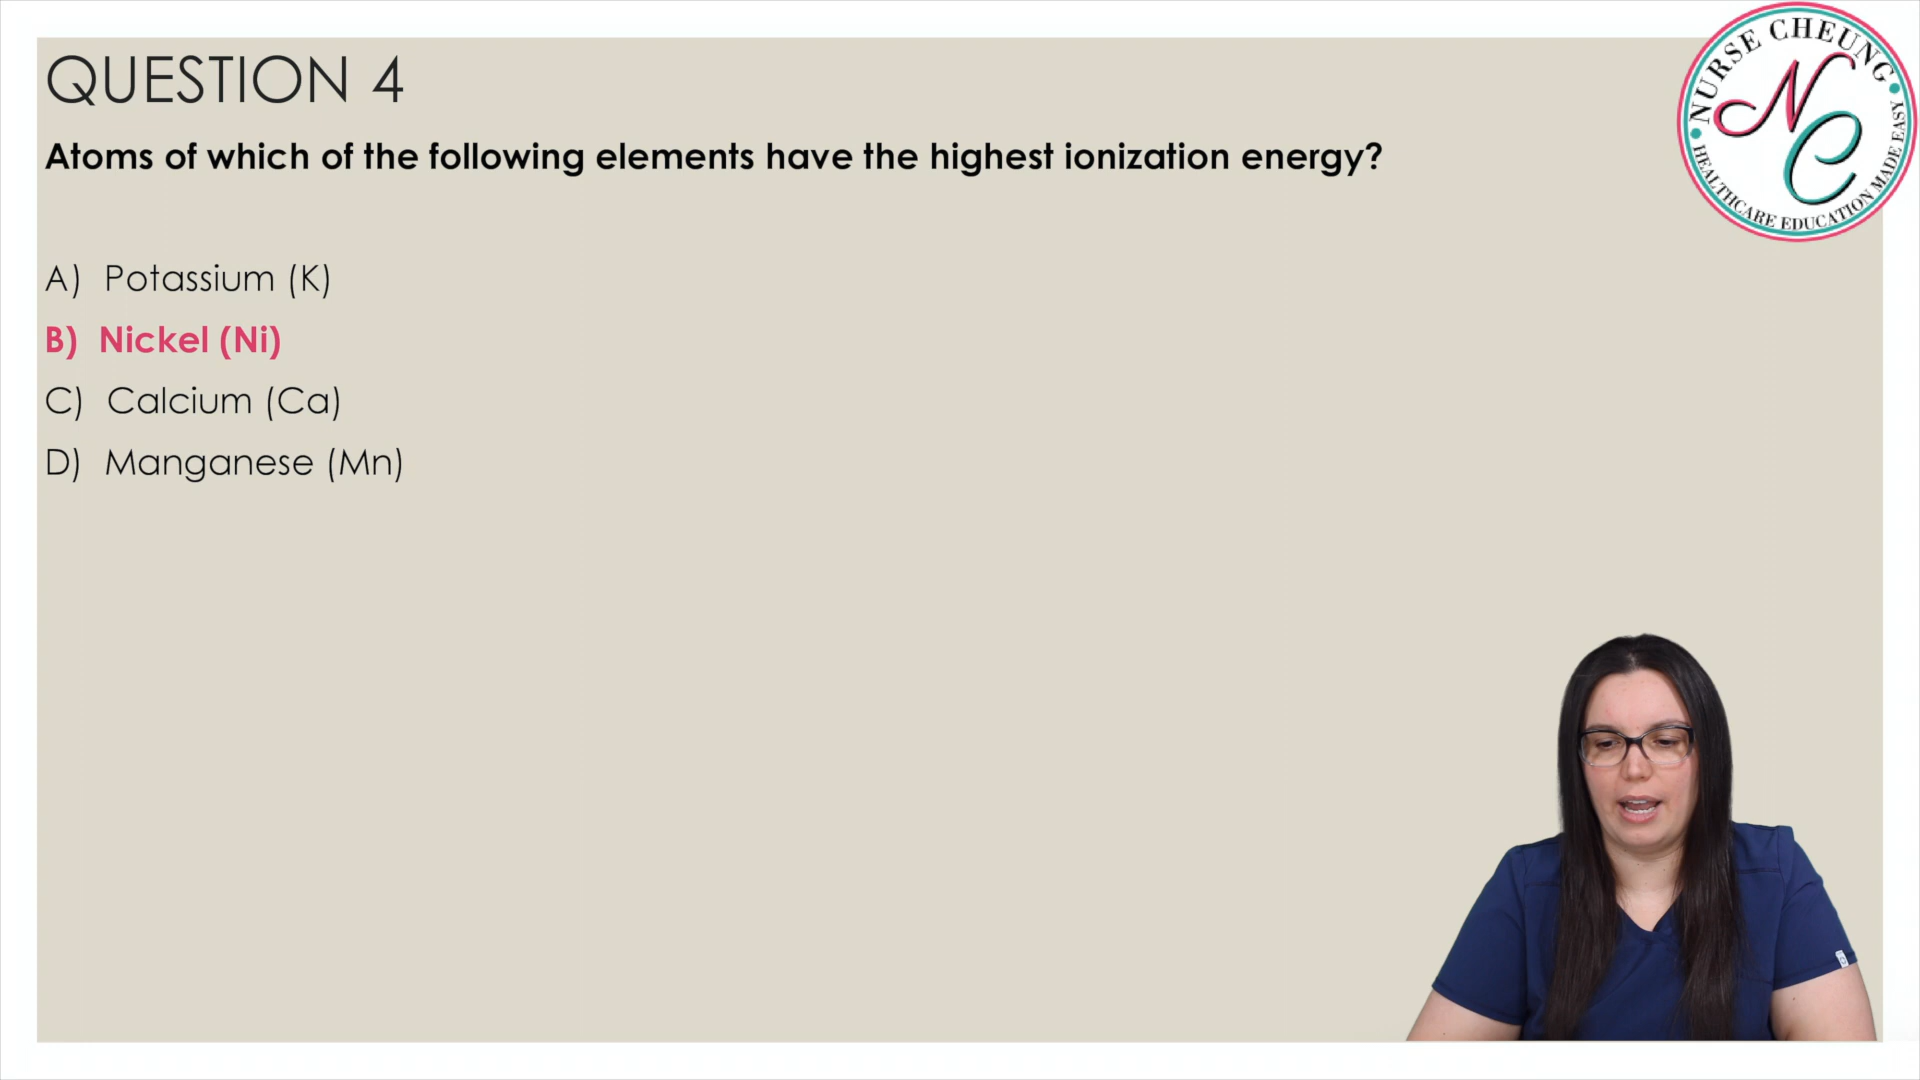 QUESTION 4
Atoms of which of the following elements have the highest ionization energy?
A) Potassium (K)
B) Nickel (Ni)
C) Calcium (Ca)
D) Manganese (Mn)
NURSE CHEUNG
NC
HEALTHCARE EDUCATION MADE EASY